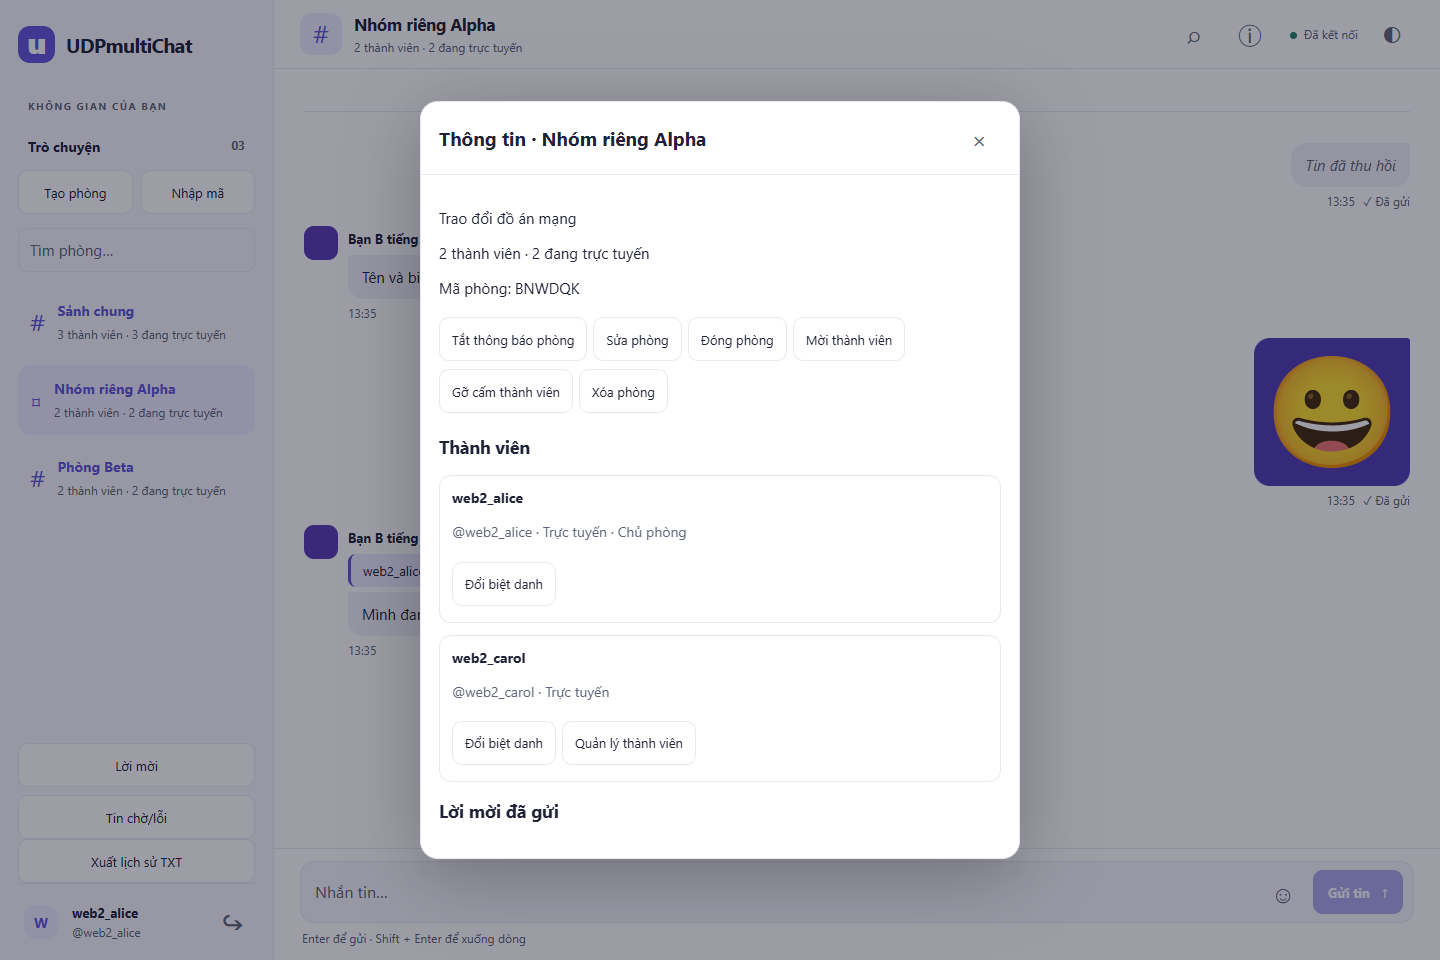 u UDPmultiChat
KHÔNG GIAN CỦA BẠN
Trò chuyện 03
Tạo phòng Nhập mã
Tìm phòng...
# Sảnh chung
3 thành viên · 3 đang trực tuyến
¤ Nhóm riêng Alpha
2 thành viên · 2 đang trực tuyến
# Phòng Beta
2 thành viên · 2 đang trực tuyến
Lời mời
Tin chờ/lỗi
Xuất lịch sử TXT
W web2_alice
@web2_alice
# Nhóm riêng Alpha
2 thành viên · 2 đang trực tuyến
Đã kết nối
Tin đã thu hồi
13:35 ✓ Đã gửi
Bạn B tiếng
Tên và bi
13:35
13:35 ✓ Đã gửi
Bạn B tiếng
web2_alice
Mình đan
13:35
Thông tin · Nhóm riêng Alpha ×
Trao đổi đồ án mạng
2 thành viên · 2 đang trực tuyến
Mã phòng: BNWDQK
Tắt thông báo phòng Sửa phòng Đóng phòng Mời thành viên
Gỡ cấm thành viên Xóa phòng
Thành viên
web2_alice
@web2_alice · Trực tuyến · Chủ phòng
Đổi biệt danh
web2_carol
@web2_carol · Trực tuyến
Đổi biệt danh Quản lý thành viên
Lời mời đã gửi
Nhắn tin...
Gửi tin ↑
Enter để gửi · Shift + Enter để xuống dòng